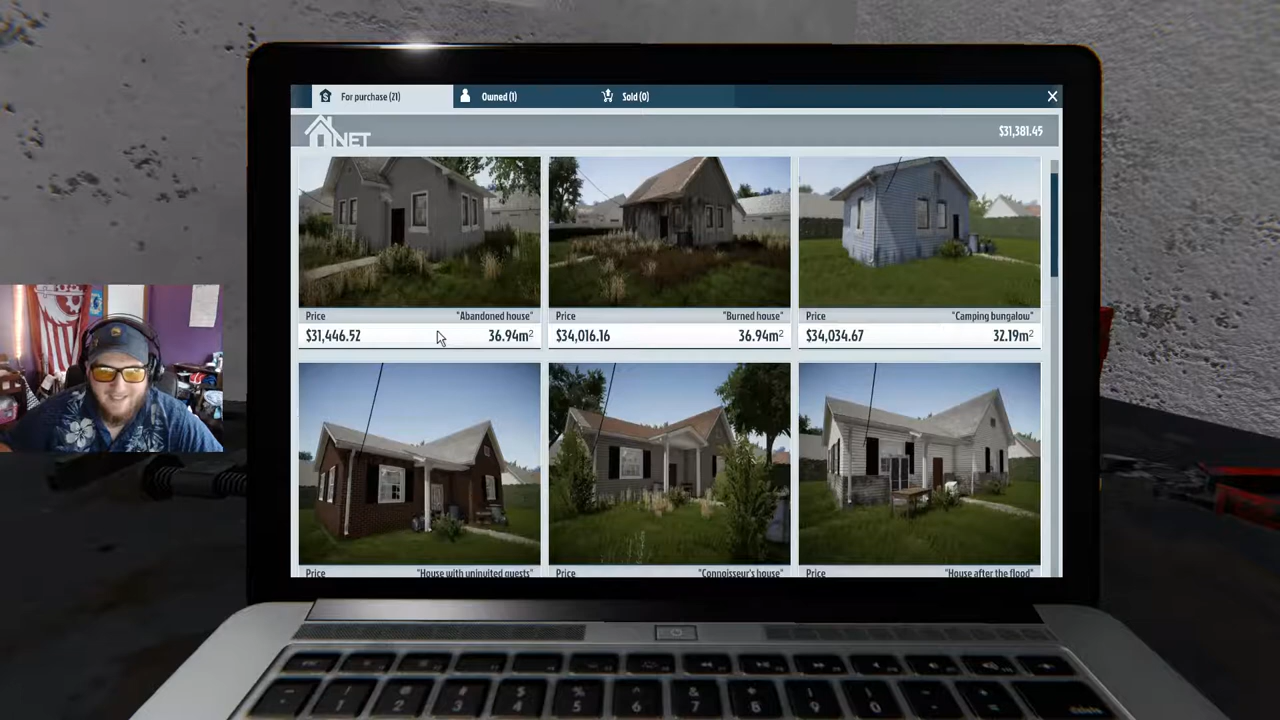 For purchase (21) Owned (1) Sold (0)
NET $31,381.45
Price "Abandoned house" Price "Burned house" Price "Camping bungalow"
$31,446.52 36.94m² $34,016.16 36.94m² $34,034.67 32.19m²
Price "House with uninvited guests" Price "Connoisseur's house" Price "House after the flood"
delete